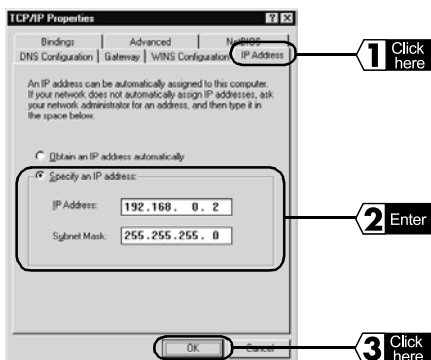 TCP/IP Properties
Bindings Advanced NetBIOS
DNS Configuration Gateway WINS Configuration IP Address
1 Click here
An IP address can be automatically assigned to this computer.
If your network does not automatically assign IP addresses, ask
your network administrator for an address, and then type it in
the space below.
Obtain an IP address automatically
Specify an IP address:
IP Address: 192.168. 0. 2
2 Enter
Subnet Mask: 255.255.255. 0
OK Cancel
3 Click here